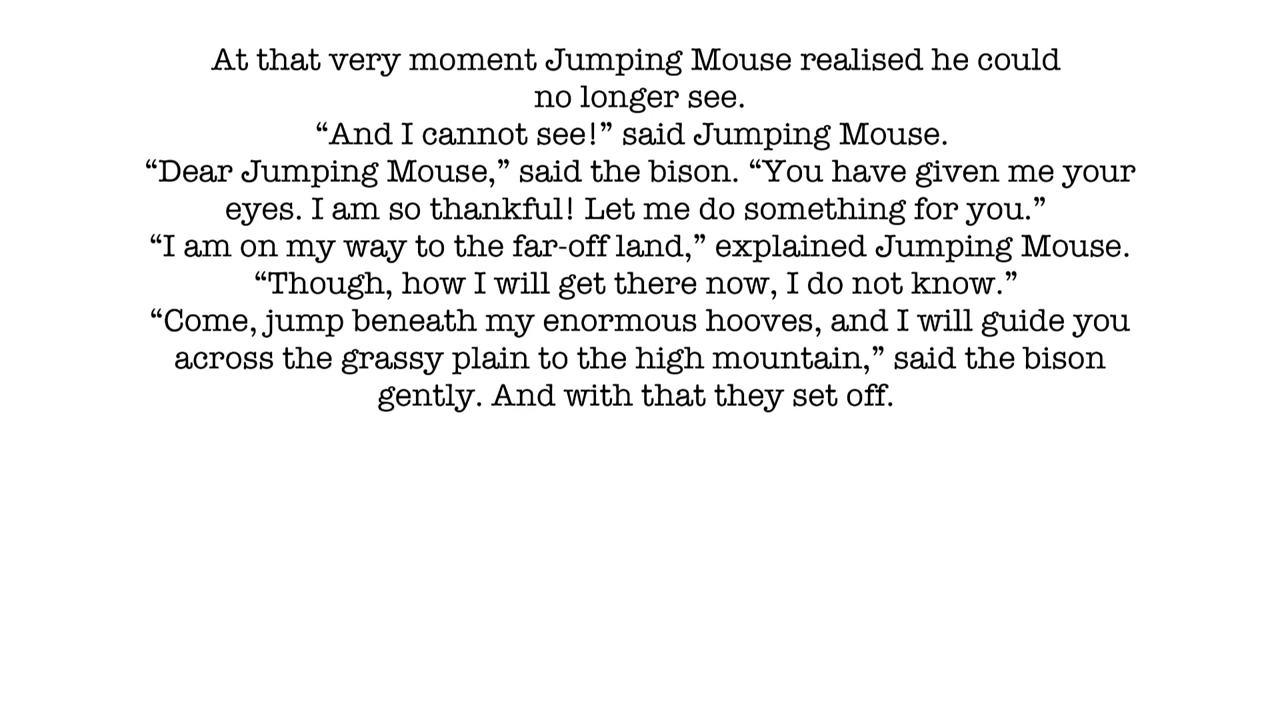 At that very moment Jumping Mouse realised he could
no longer see.
“And I cannot see!” said Jumping Mouse.
“Dear Jumping Mouse,” said the bison. “You have given me your
eyes. I am so thankful! Let me do something for you.”
“I am on my way to the far-off land,” explained Jumping Mouse.
“Though, how I will get there now, I do not know.”
“Come, jump beneath my enormous hooves, and I will guide you
across the grassy plain to the high mountain,” said the bison
gently. And with that they set off.